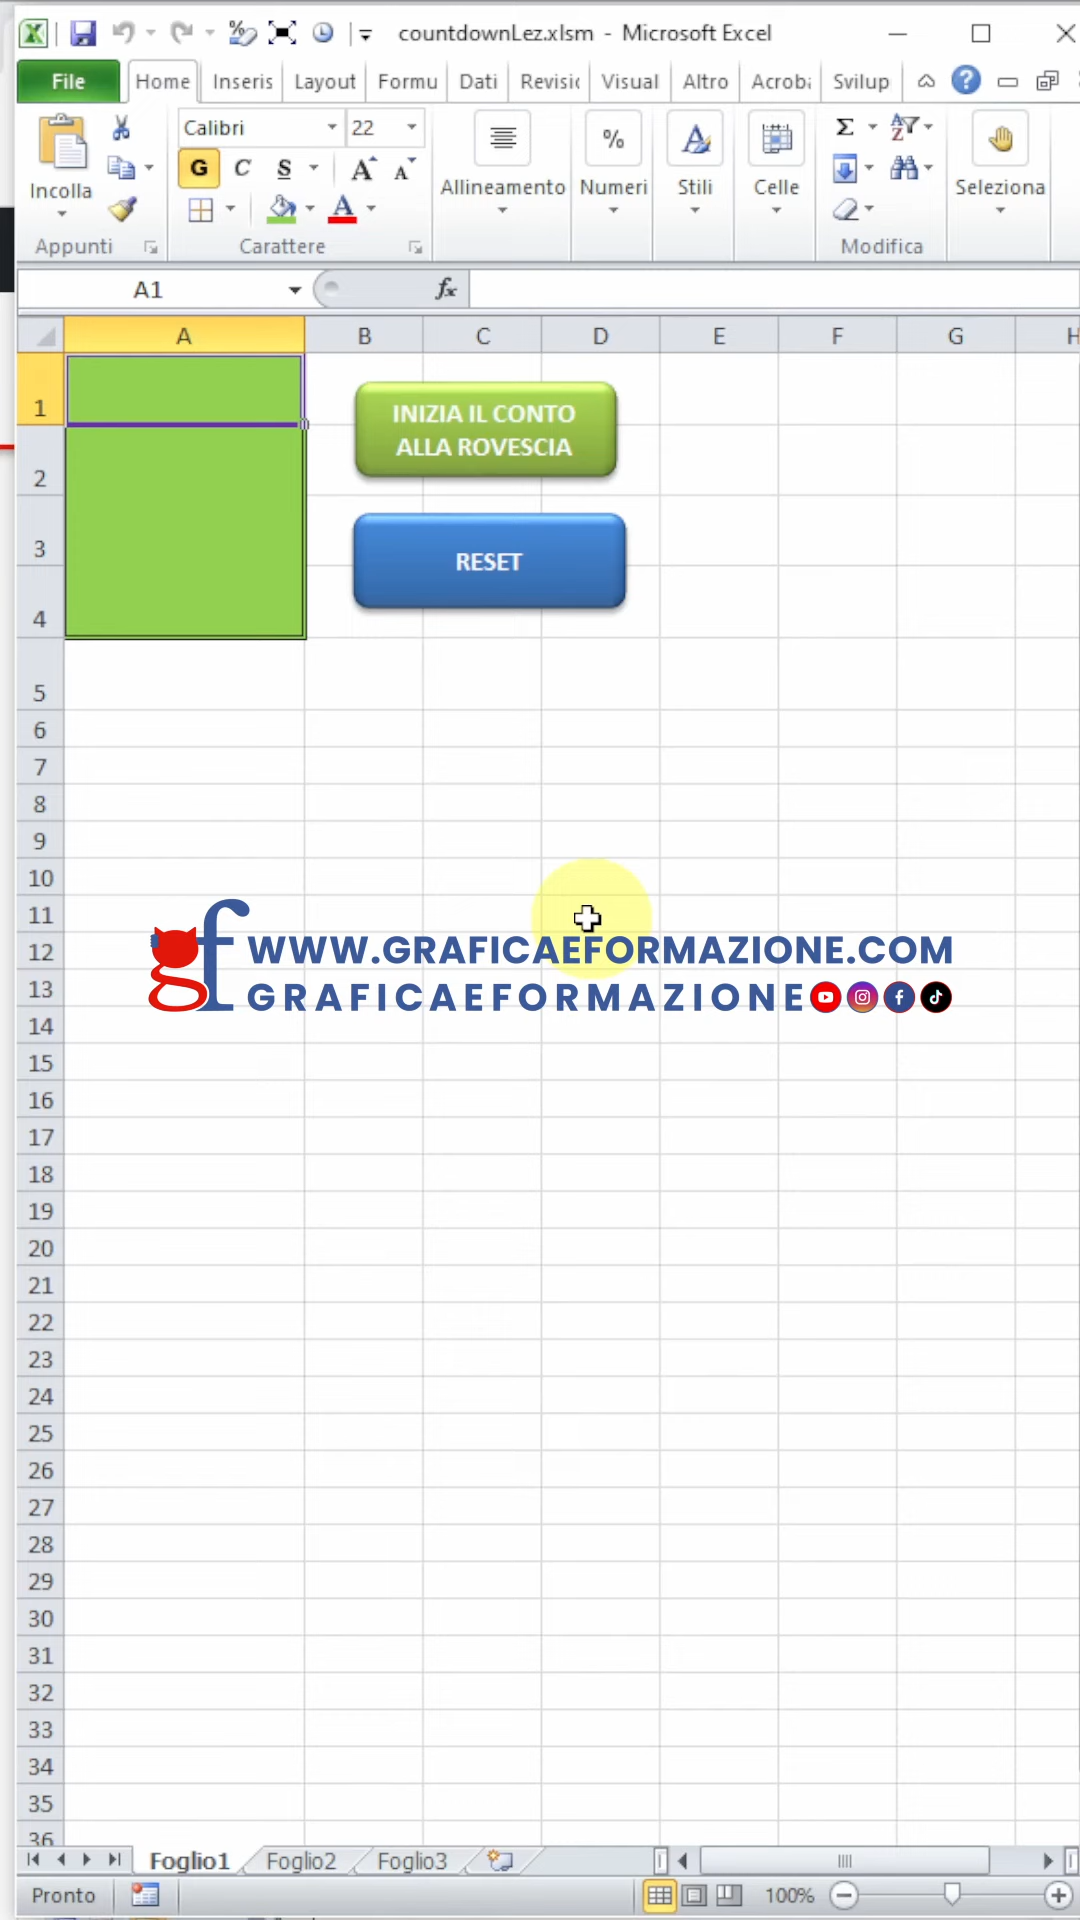 countdownLez.xlsm - Microsoft Excel
File Home Inseris Layout Formu Dati Revisic Visual Altro Acroba Svilup
Calibri 22
Incolla G C S A A A Allineamento % Numeri Stili Celle Σ Seleziona
Appunti Carattere Modifica
A1 fx
A B C D E F G H
1
INIZIA IL CONTO
ALLA ROVESCIA
2
3
RESET
4
5
6
7
8
9
10
11
12
WWW.GRAFICAEFORMAZIONE.COM
13
GRAFICAEFORMAZIONE
gf
14
15
16
17
18
19
20
21
22
23
24
25
26
27
28
29
30
31
32
33
34
35
36
Foglio1 Foglio2 Foglio3
Pronto 100%